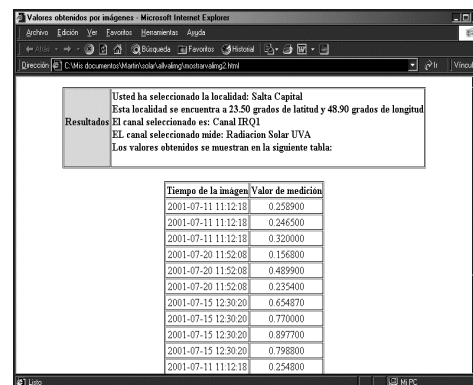 Valores obtenidos por imágenes - Microsoft Internet Explorer
Archivo Edición Ver Favoritos Herramientas Ayuda
Atrás Búsqueda Favoritos Historial
Dirección C:\Mis documentos\Martin\solar\allvalimg\mostrarvalimg2.html Ir Víncul
Usted ha seleccionado la localidad: Salta Capital
Esta localidad se encuentra a 23.50 grados de latitud y 48.90 grados de longitud
Resultados El canal seleccionado es: Canal IRQ1
EL canal seleccionado mide: Radiacion Solar UVA
Los valores obtenidos se muestran en la siguiente tabla:
Tiempo de la imágen Valor de medición
2001-07-11 11:12:18 0.258900
2001-07-11 11:12:18 0.246500
2001-07-11 11:12:18 0.320000
2001-07-20 11:52:08 0.156800
2001-07-20 11:52:08 0.489900
2001-07-20 11:52:08 0.235400
2001-07-15 12:30:20 0.654870
2001-07-15 12:30:20 0.770000
2001-07-15 12:30:20 0.897700
2001-07-15 12:30:20 0.798800
2001-07-11 11:12:18 0.254800
Listo Mi PC